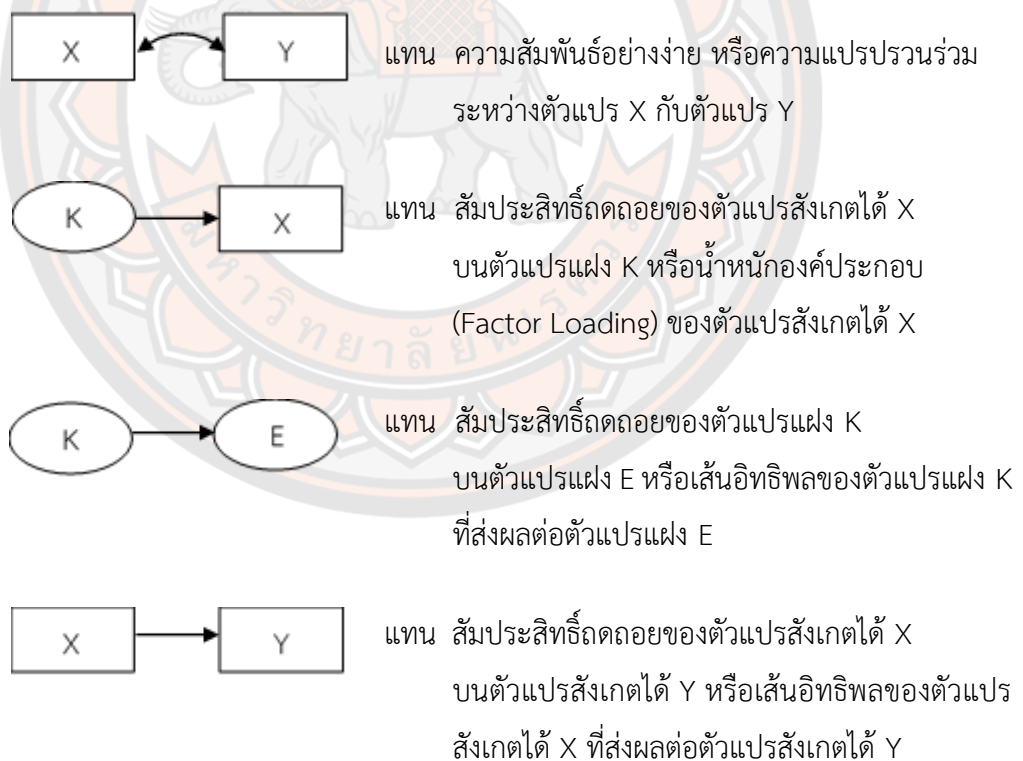 X Y แทน ความสัมพันธ์อย่างง่าย หรือความแปรปรวนร่วม
ระหว่างตัวแปร X กับตัวแปร Y
K X แทน สัมประสิทธิ์ถดถอยของตัวแปรสังเกตได้ X
บนตัวแปรแฝง K หรือน้ำหนักองค์ประกอบ
(Factor Loading) ของตัวแปรสังเกตได้ X
K E แทน สัมประสิทธิ์ถดถอยของตัวแปรแฝง K
บนตัวแปรแฝง E หรือเส้นอิทธิพลของตัวแปรแฝง K
ที่ส่งผลต่อตัวแปรแฝง E
X Y แทน สัมประสิทธิ์ถดถอยของตัวแปรสังเกตได้ X
บนตัวแปรสังเกตได้ Y หรือเส้นอิทธิพลของตัวแปร
สังเกตได้ X ที่ส่งผลต่อตัวแปรสังเกตได้ Y
มหาวิทยาลัยนเรศวร